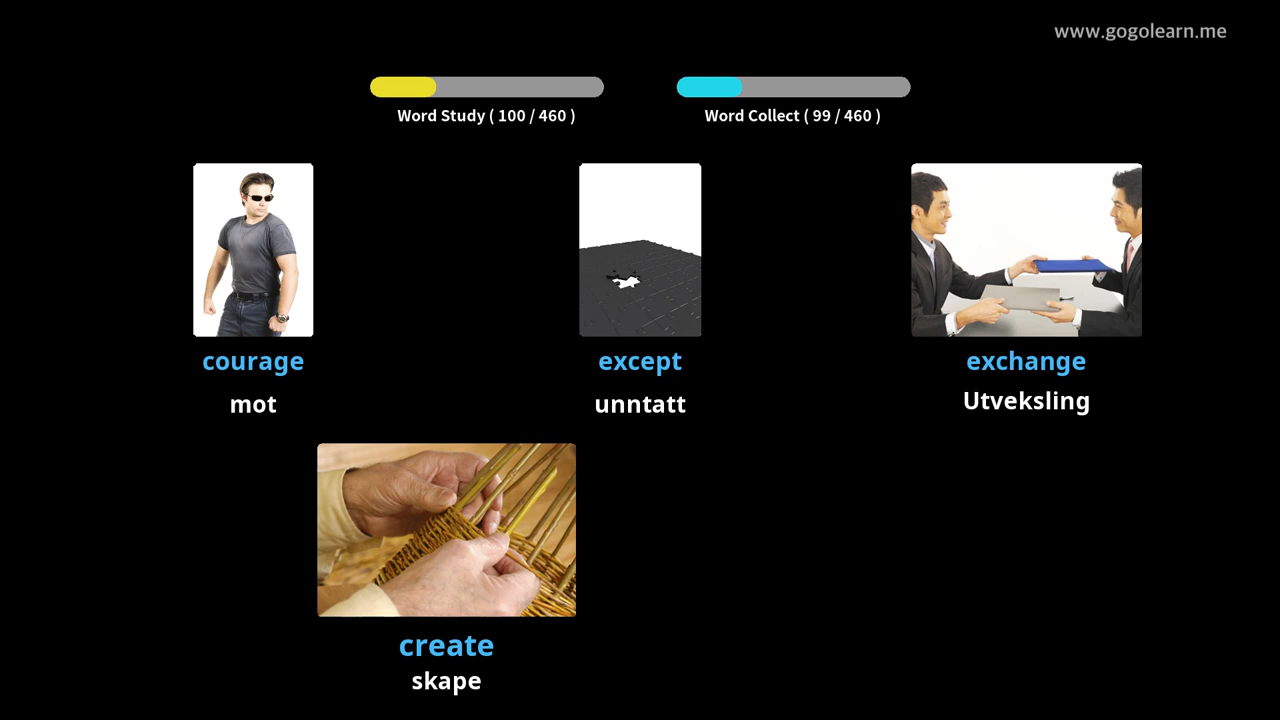 www.gogolearn.me
Word Study ( 100 / 460 )
Word Collect ( 99 / 460 )
courage
mot
except
unntatt
exchange
Utveksling
create
skape